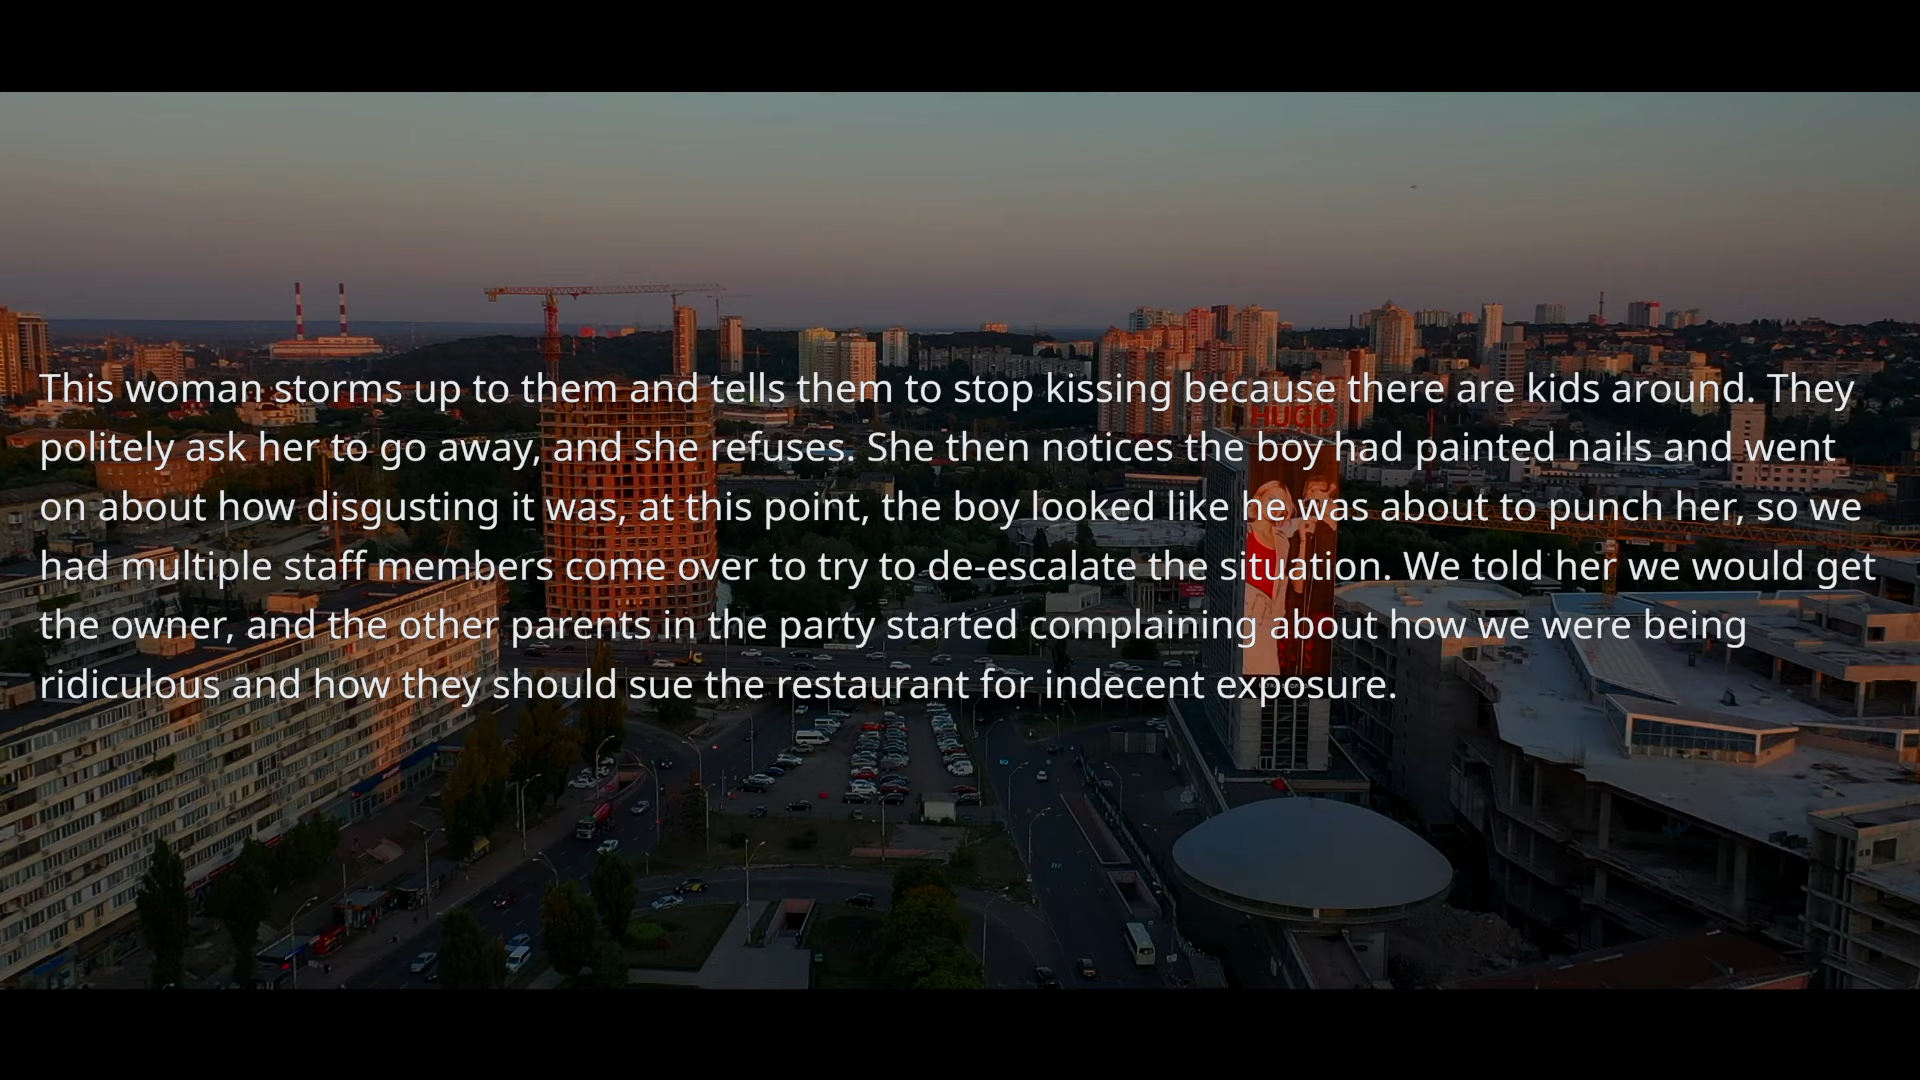 This woman storms up to them and tells them to stop kissing because there are kids around. They
politely ask her to go away, and she refuses. She then notices the boy had painted nails and went
on about how disgusting it was, at this point, the boy looked like he was about to punch her, so we
had multiple staff members come over to try to de-escalate the situation. We told her we would get
the owner, and the other parents in the party started complaining about how we were being
ridiculous and how they should sue the restaurant for indecent exposure.
HUGO